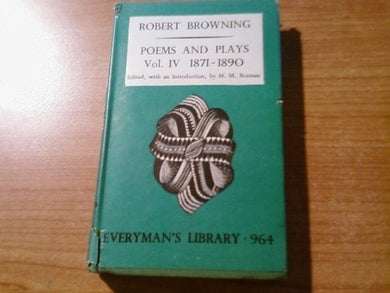 ROBERT BROWNING
POEMS AND PLAYS
Vol. IV 1871-1890
Edited, with an Introduction, by M. M. Bozman
EVERYMAN'S LIBRARY · 964